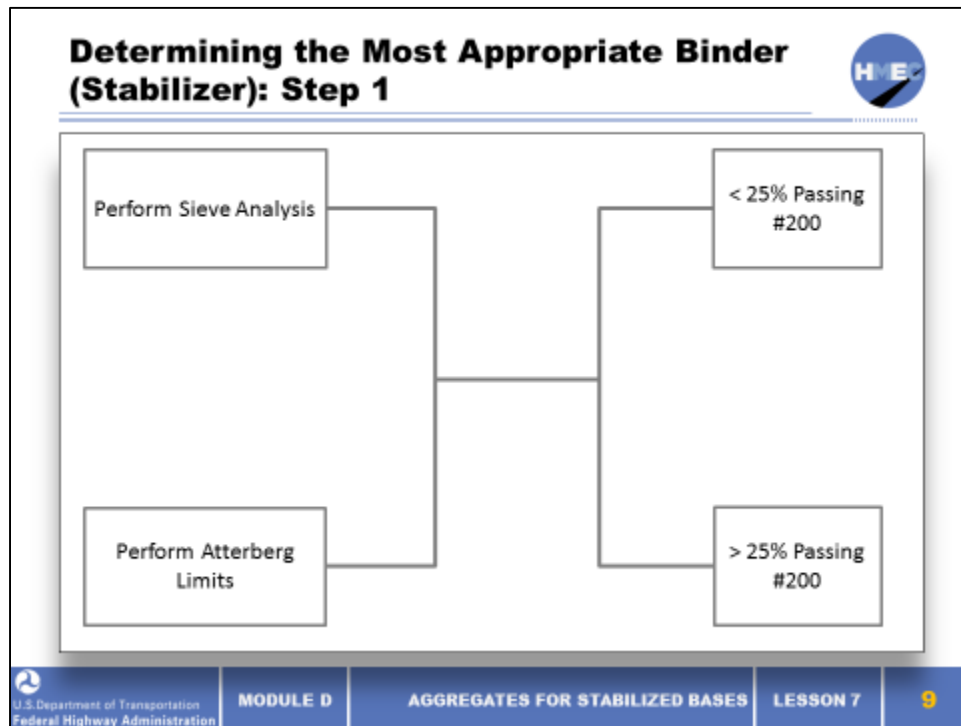 Determining the Most Appropriate Binder
(Stabilizer): Step 1
HMEC
Perform Sieve Analysis
< 25% Passing
#200
Perform Atterberg
Limits
> 25% Passing
#200
U.S.Department of Transportation
Federal Highway Administration
MODULE D
AGGREGATES FOR STABILIZED BASES
LESSON 7
9